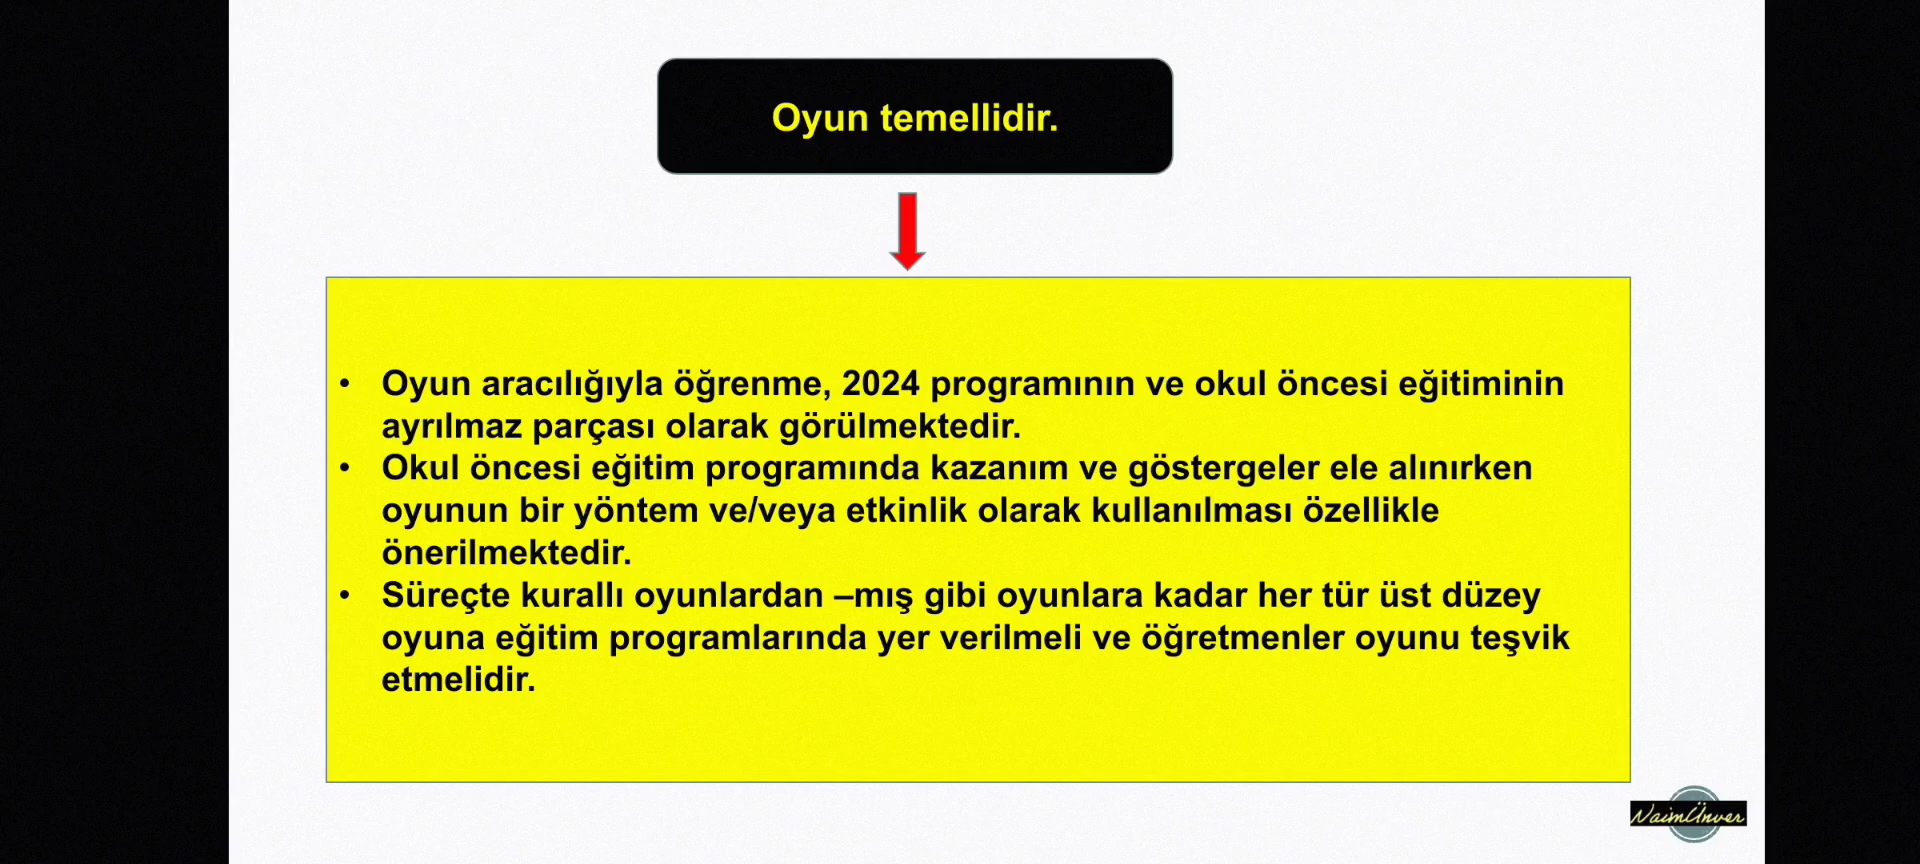 Oyun temellidir.
• Oyun aracılığıyla öğrenme, 2024 programının ve okul öncesi eğitiminin
ayrılmaz parçası olarak görülmektedir.
• Okul öncesi eğitim programında kazanım ve göstergeler ele alınırken
oyunun bir yöntem ve/veya etkinlik olarak kullanılması özellikle
önerilmektedir.
• Süreçte kurallı oyunlardan –mış gibi oyunlara kadar her tür üst düzey
oyuna eğitim programlarında yer verilmeli ve öğretmenler oyunu teşvik
etmelidir.
NaimÜnver